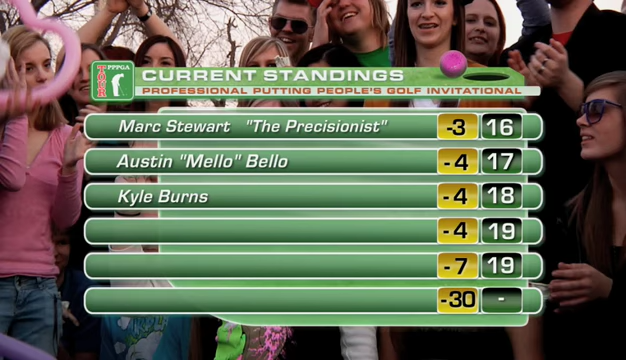 TOUR PPPGA
CURRENT STANDINGS
PROFESSIONAL PUTTING PEOPLE'S GOLF INVITATIONAL
Marc Stewart "The Precisionist" -3 16
Austin "Mello" Bello -4 17
Kyle Burns -4 18
-4 19
-7 19
-30 -